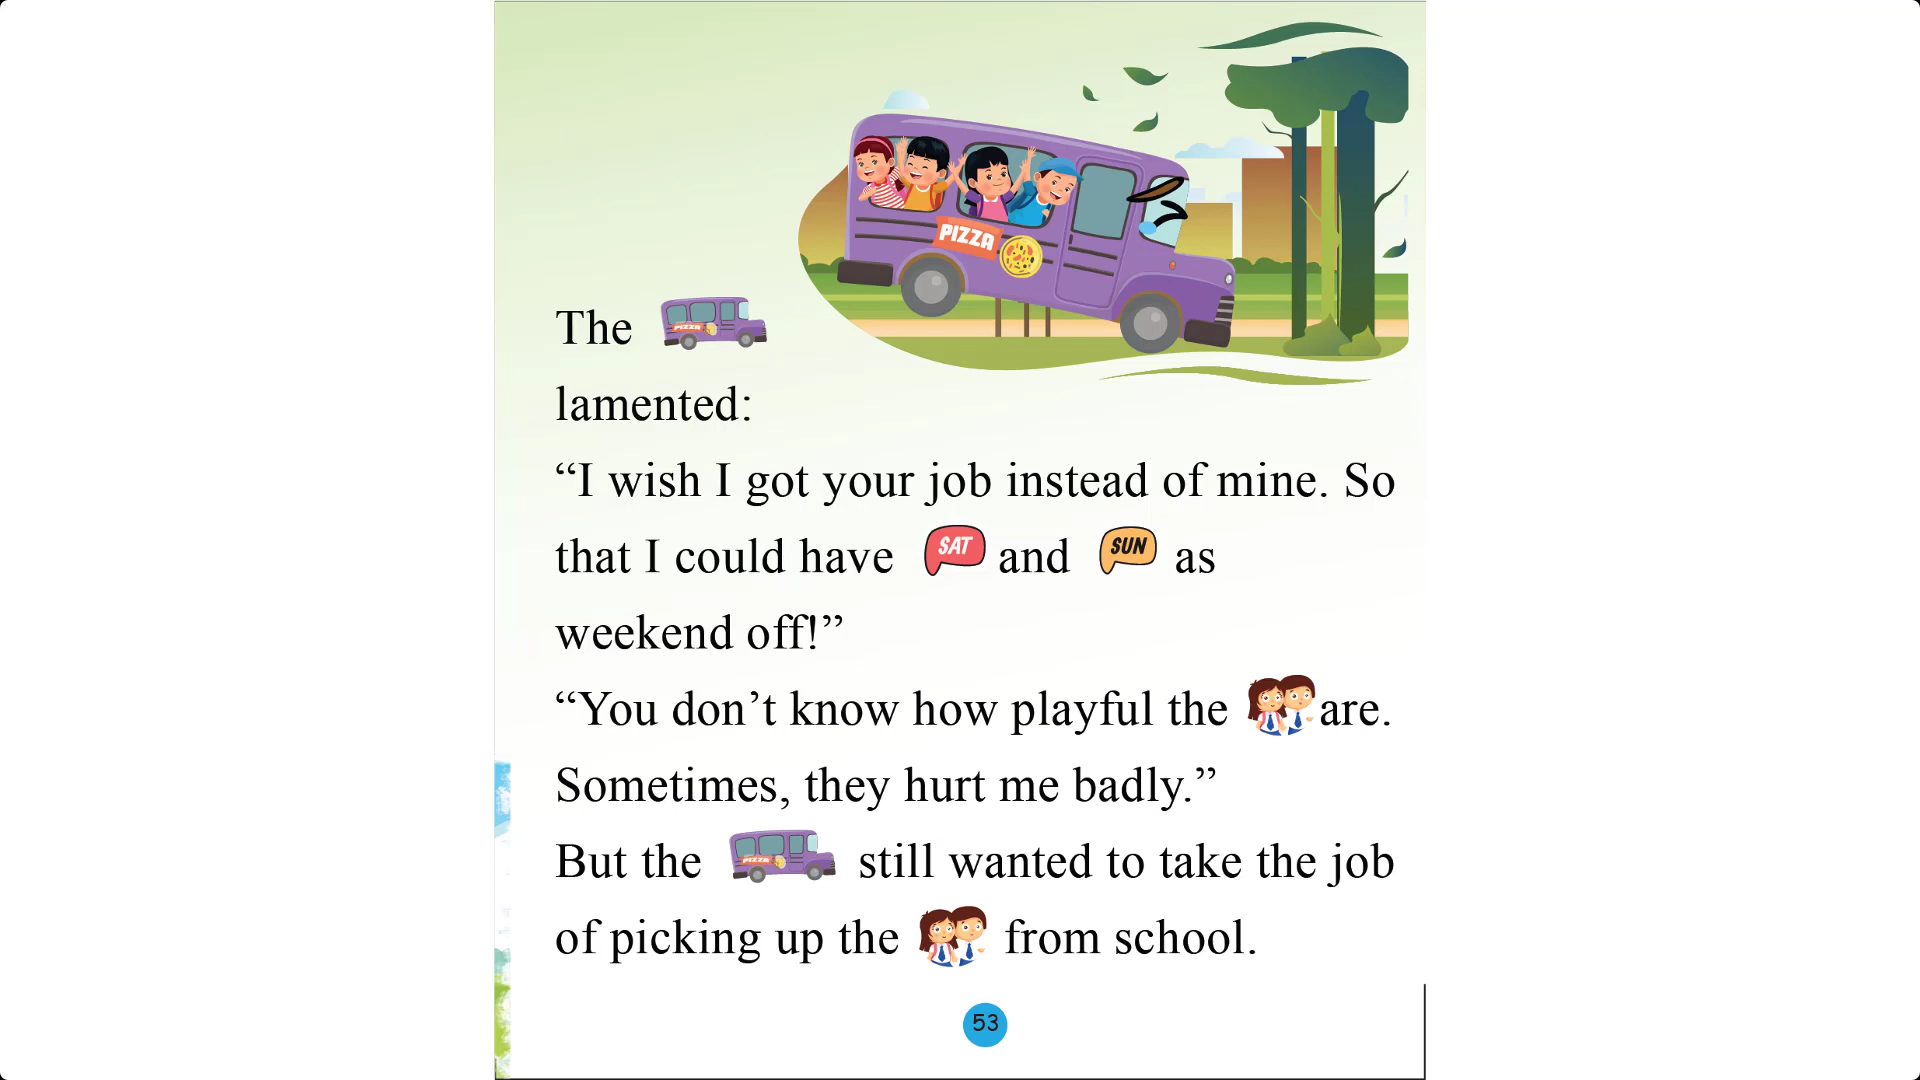 PIZZA
The PIZZA
lamented:
“I wish I got your job instead of mine. So
that I could have SAT and SUN as
weekend off!”
“You don’t know how playful the are.
Sometimes, they hurt me badly.”
But the PIZZA still wanted to take the job
of picking up the from school.
53